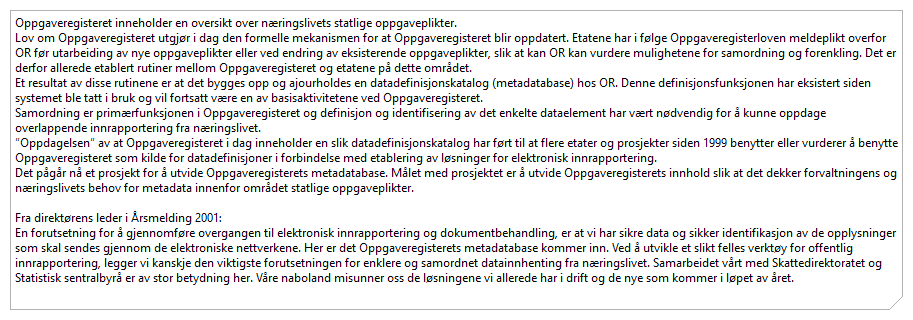 Oppgaveregisteret inneholder en oversikt over næringslivets statlige oppgaveplikter.
Lov om Oppgaveregisteret utgjør i dag den formelle mekanismen for at Oppgaveregisteret blir oppdatert. Etatene har i følge Oppgaveregisterloven meldeplikt overfor
OR før utarbeiding av nye oppgaveplikter eller ved endring av eksisterende oppgaveplikter, slik at kan OR kan vurdere mulighetene for samordning og forenkling. Det er
derfor allerede etablert rutiner mellom Oppgaveregisteret og etatene på dette området.
Et resultat av disse rutinene er at det bygges opp og ajourholdes en datadefinisjonskatalog (metadatabase) hos OR. Denne definisjonsfunksjonen har eksistert siden
systemet ble tatt i bruk og vil fortsatt være en av basisaktivitetene ved Oppgaveregisteret.
Samordning er primærfunksjonen i Oppgaveregisteret og definisjon og identifisering av det enkelte dataelement har vært nødvendig for å kunne oppdage
overlappende innrapportering fra næringslivet.
"Oppdagelsen" av at Oppgaveregisteret i dag inneholder en slik datadefinisjonskatalog har ført til at flere etater og prosjekter siden 1999 benytter eller vurderer å benytte
Oppgaveregisteret som kilde for datadefinisjoner i forbindelse med etablering av løsninger for elektronisk innrapportering.
Det pågår nå et prosjekt for å utvide Oppgaveregisterets metadatabase. Målet med prosjektet er å utvide Oppgaveregisterets innhold slik at det dekker forvaltningens og
næringslivets behov for metadata innenfor området statlige oppgaveplikter.

Fra direktørens leder i Årsmelding 2001:
En forutsetning for å gjennomføre overgangen til elektronisk innrapportering og dokumentbehandling, er at vi har sikre data og sikker identifikasjon av de opplysninger
som skal sendes gjennom de elektroniske nettverkene. Her er det Oppgaveregisterets metadatabase kommer inn. Ved å utvikle et slikt felles verktøy for offentlig
innrapportering, legger vi kanskje den viktigste forutsetningen for enklere og samordnet datainnhenting fra næringslivet. Samarbeidet vårt med Skattedirektoratet og
Statistisk sentralbyrå er av stor betydning her. Våre naboland misunner oss de løsningene vi allerede har i drift og de nye som kommer i løpet av året.